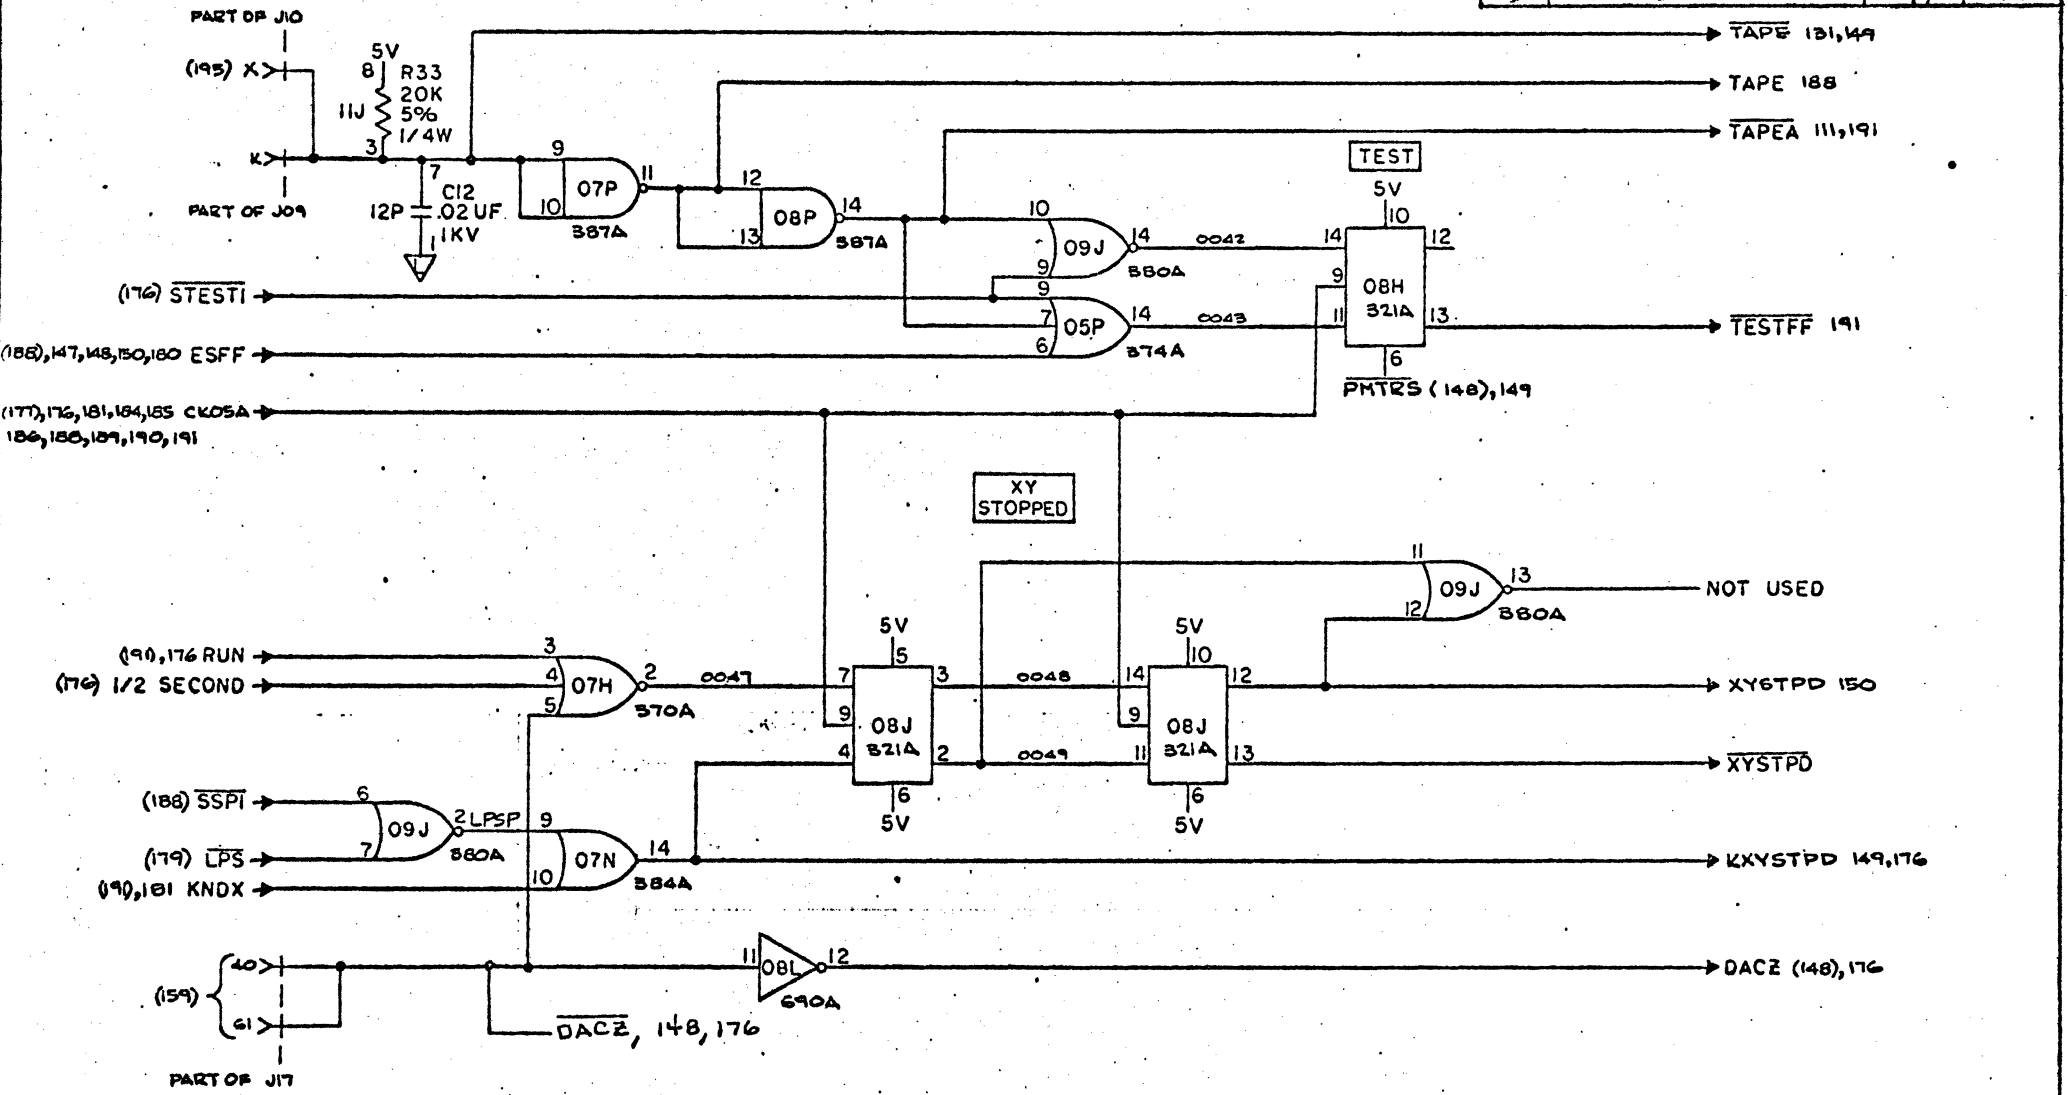 PART OF J10
(195) X
5V
8
R33
20K
5%
1/4W
11J
3
K
PART OF J09
7
C12
.02 UF
1KV
12P
1
L
9
10
07P
11
387A
12
13
08P
14
387A
TAPE 131,149
TAPE 188
TAPEA 111,191
TEST
5V
10
10
9
09J
14
380A
0042
14
9
11
08H
321A
12
13
6
PMTRS (148),149
(176) STEST1
9
7
6
05P
14
374A
0043
TESTFF 191
(188),147,148,150,180 ESFF
(177),176,181,184,185 CK05A
186,188,189,190,191
XY
STOPPED
11
12
09J
13
380A
NOT USED
(191),176 RUN
(176) 1/2 SECOND
3
4
5
07H
2
370A
0047
5V
5
7
9
4
08J
321A
3
2
6
5V
0048
0049
5V
10
14
9
11
08J
321A
12
13
6
5V
XYSTPD 150
XYSTPD
(188) SSPI
(179) LPS
6
7
09J
2
LPSP
380A
(191),181 KNDX
9
10
07N
14
384A
KXYSTPD 149,176
(159)
40
61
PART OF J17
DACZ, 148,176
11
08L
12
690A
DACZ (148),176